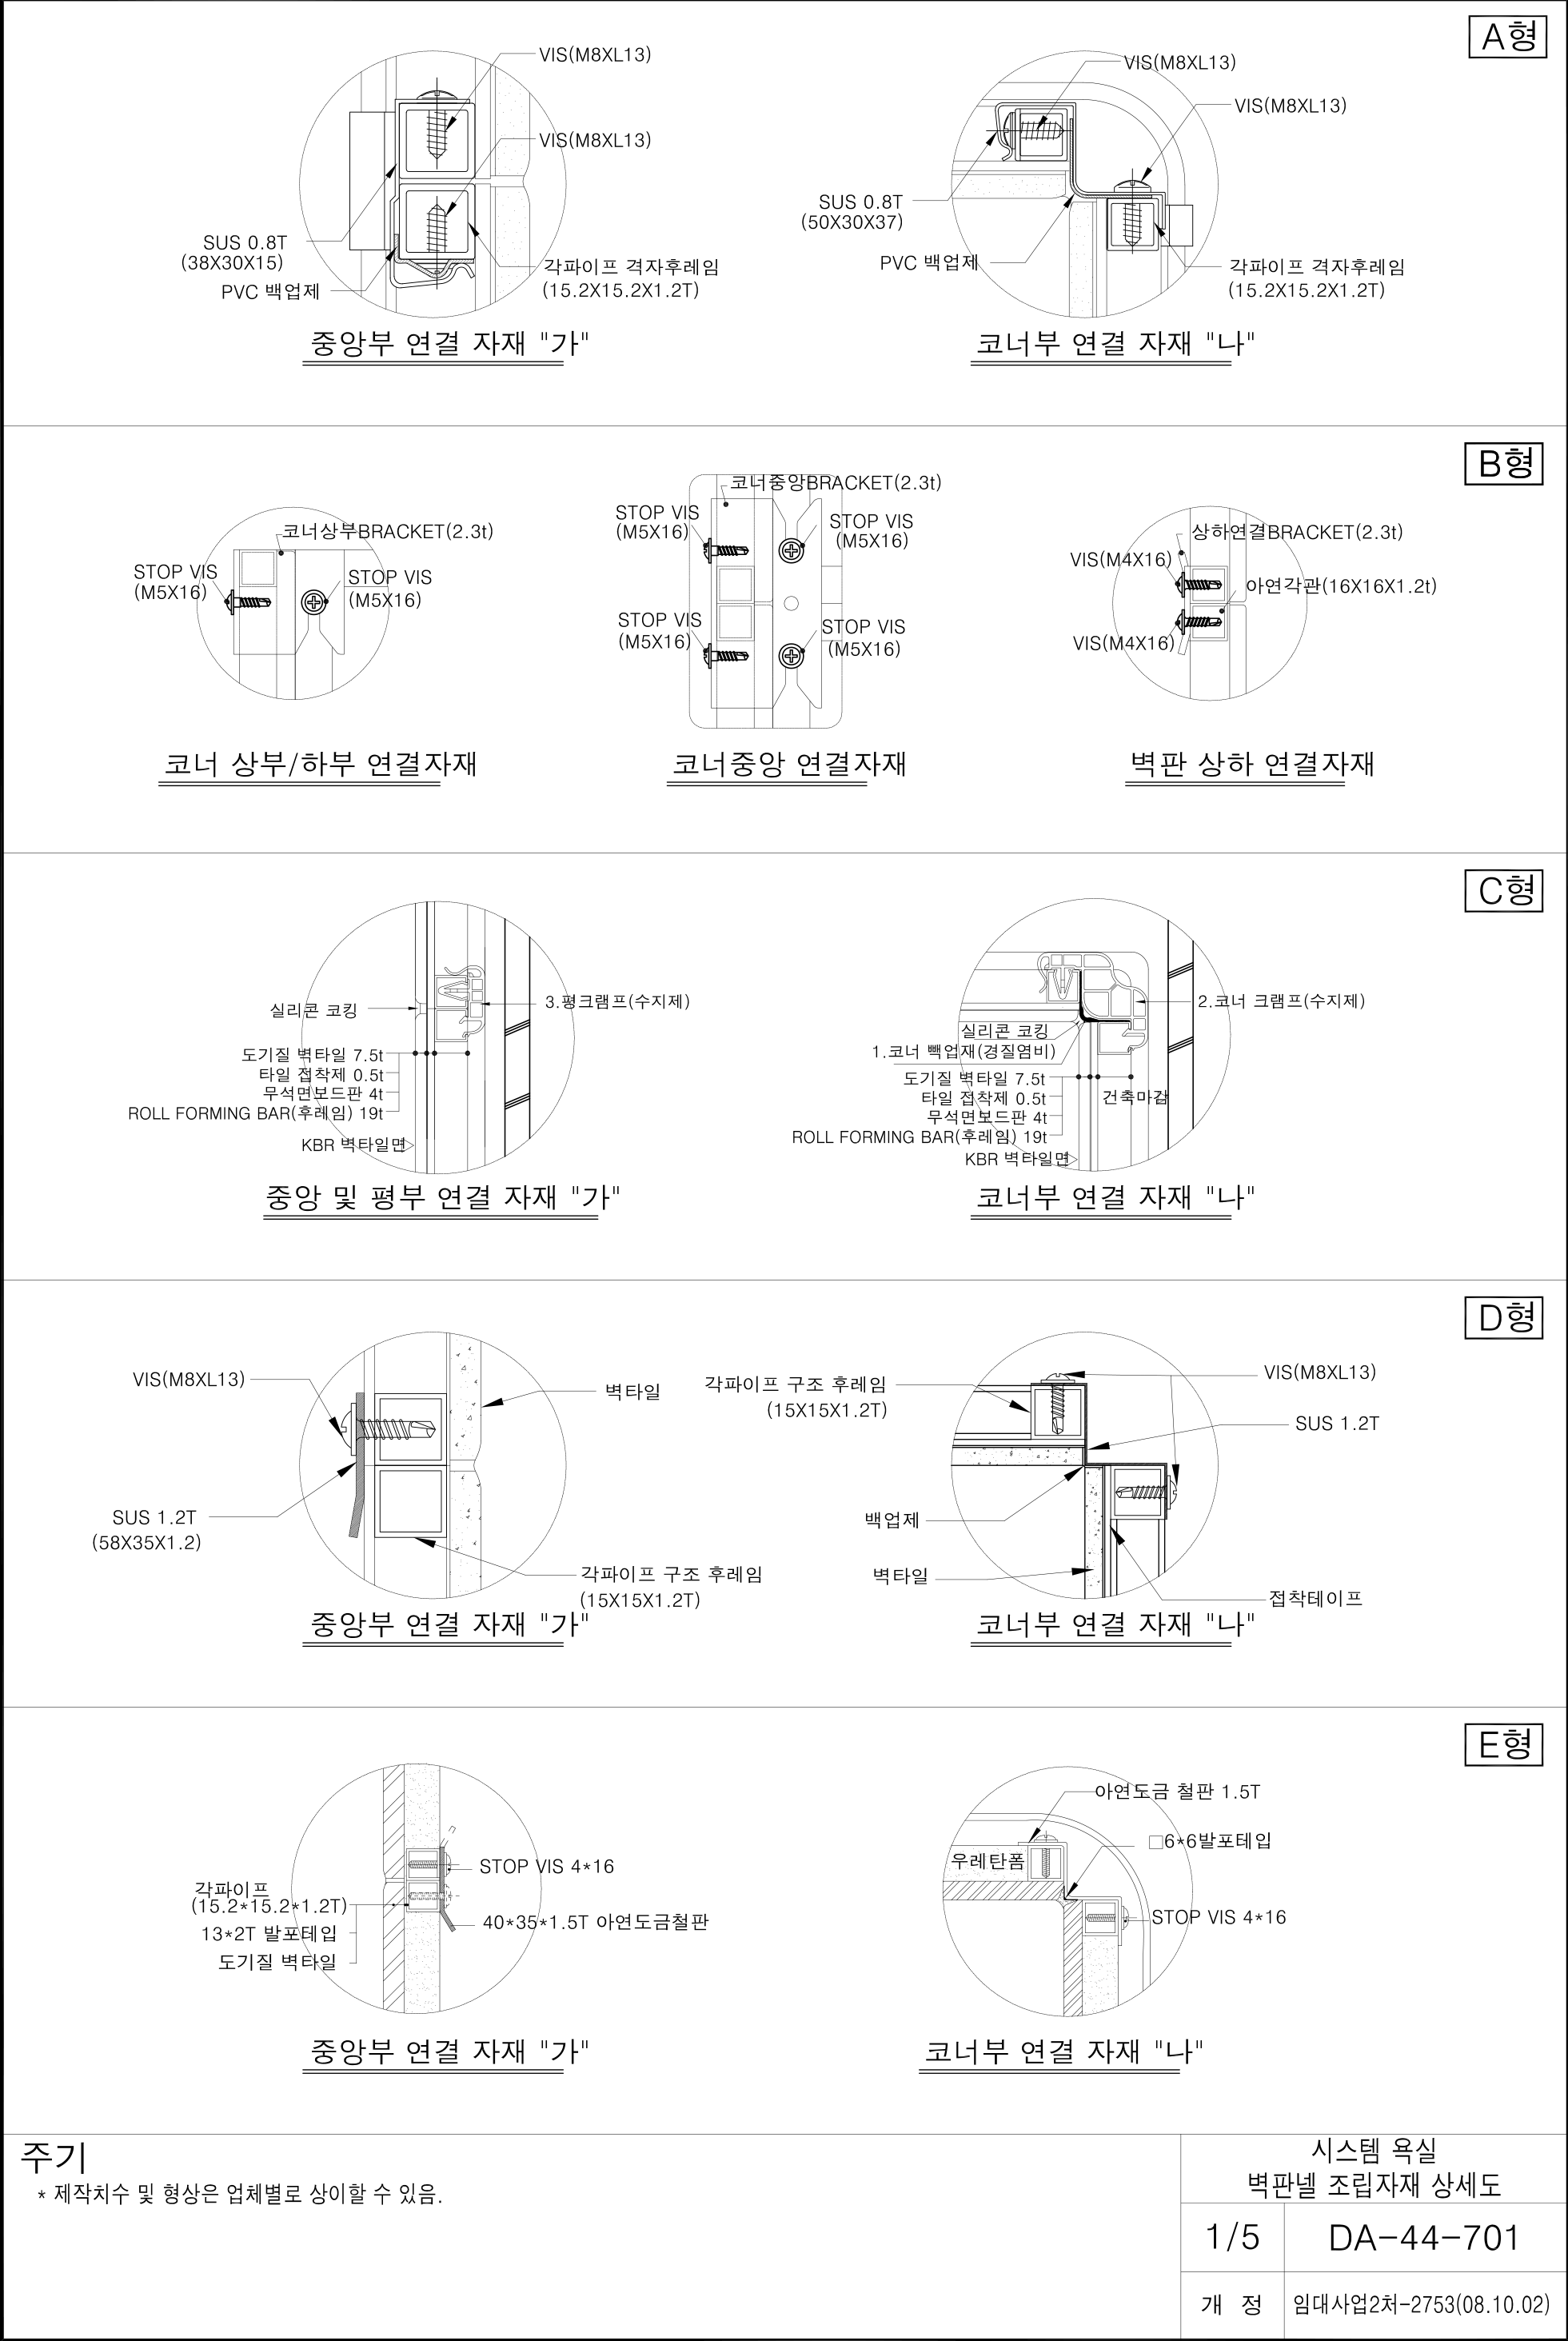 A형
VIS(M8XL13)
VIS(M8XL13)
SUS 0.8T
(38X30X15)
PVC 백업제
각파이프 격자후레임
(15.2X15.2X1.2T)
중앙부 연결 자재 "가"
VIS(M8XL13)
VIS(M8XL13)
SUS 0.8T
(50X30X37)
PVC 백업제
각파이프 격자후레임
(15.2X15.2X1.2T)
코너부 연결 자재 "나"
B형
코너상부BRACKET(2.3t)
STOP VIS
(M5X16)
STOP VIS
(M5X16)
코너 상부/하부 연결자재
코너중앙BRACKET(2.3t)
STOP VIS
(M5X16)
STOP VIS
(M5X16)
STOP VIS
(M5X16)
STOP VIS
(M5X16)
코너중앙 연결자재
상하연결BRACKET(2.3t)
VIS(M4X16)
아연각관(16X16X1.2t)
VIS(M4X16)
벽판 상하 연결자재
C형
실리콘 코킹
3.평크램프(수지제)
도기질 벽타일 7.5t
타일 접착제 0.5t
무석면보드판 4t
ROLL FORMING BAR(후레임) 19t
KBR 벽타일면
중앙 및 평부 연결 자재 "가"
2.코너 크램프(수지제)
실리콘 코킹
1.코너 빽업재(경질염비)
도기질 벽타일 7.5t
타일 접착제 0.5t
건축마감
무석면보드판 4t
ROLL FORMING BAR(후레임) 19t
KBR 벽타일면
코너부 연결 자재 "나"
D형
VIS(M8XL13)
벽타일
SUS 1.2T
(58X35X1.2)
각파이프 구조 후레임
(15X15X1.2T)
중앙부 연결 자재 "가"
각파이프 구조 후레임
(15X15X1.2T)
VIS(M8XL13)
SUS 1.2T
백업제
벽타일
접착테이프
코너부 연결 자재 "나"
E형
STOP VIS 4*16
각파이프
(15.2*15.2*1.2T)
40*35*1.5T 아연도금철판
13*2T 발포테입
도기질 벽타일
중앙부 연결 자재 "가"
아연도금 철판 1.5T
□6*6발포테입
우레탄폼
STOP VIS 4*16
코너부 연결 자재 "나"
주기
* 제작치수 및 형상은 업체별로 상이할 수 있음.
시스템 욕실
벽판넬 조립자재 상세도
1/5
DA-44-701
개 정
임대사업2처-2753(08.10.02)